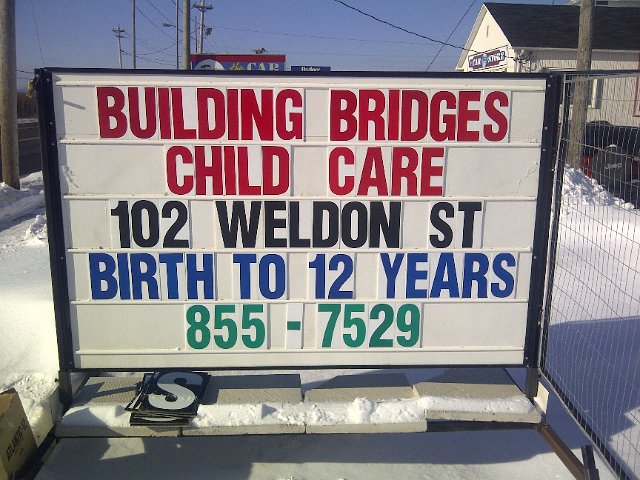 BUILDING BRIDGES
CHILD CARE
102 WELDON ST
BIRTH TO 12 YEARS
855-7529
S